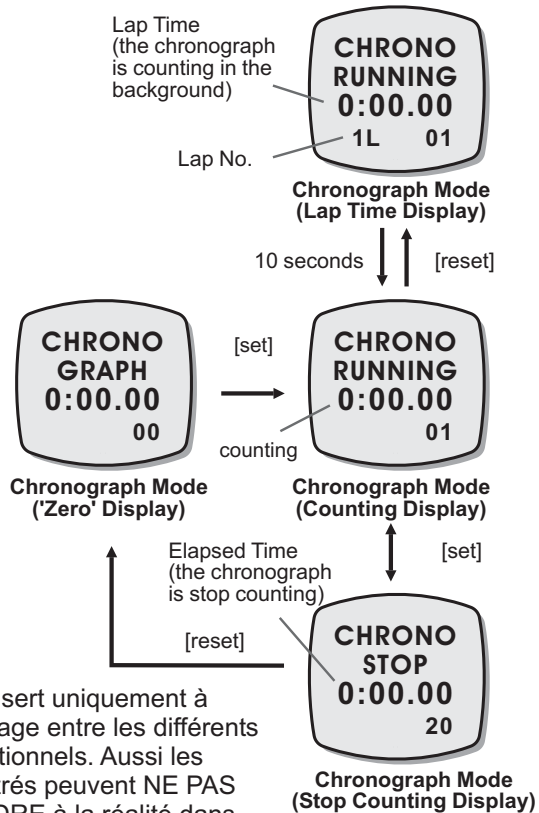 Lap Time
(the chronograph
is counting in the
background)
Lap No.
CHRONO
RUNNING
0:00.00
1L 01
Chronograph Mode
(Lap Time Display)
10 seconds
[reset]
CHRONO
GRAPH
0:00.00
00
Chronograph Mode
('Zero' Display)
[set]
counting
CHRONO
RUNNING
0:00.00
01
Chronograph Mode
(Counting Display)
[set]
Elapsed Time
(the chronograph
is stop counting)
[reset]
CHRONO
STOP
0:00.00
20
Chronograph Mode
(Stop Counting Display)
sert uniquement à
age entre les différents
tionnels. Aussi les
trés peuvent NE PAS
DRE à la réalité dans